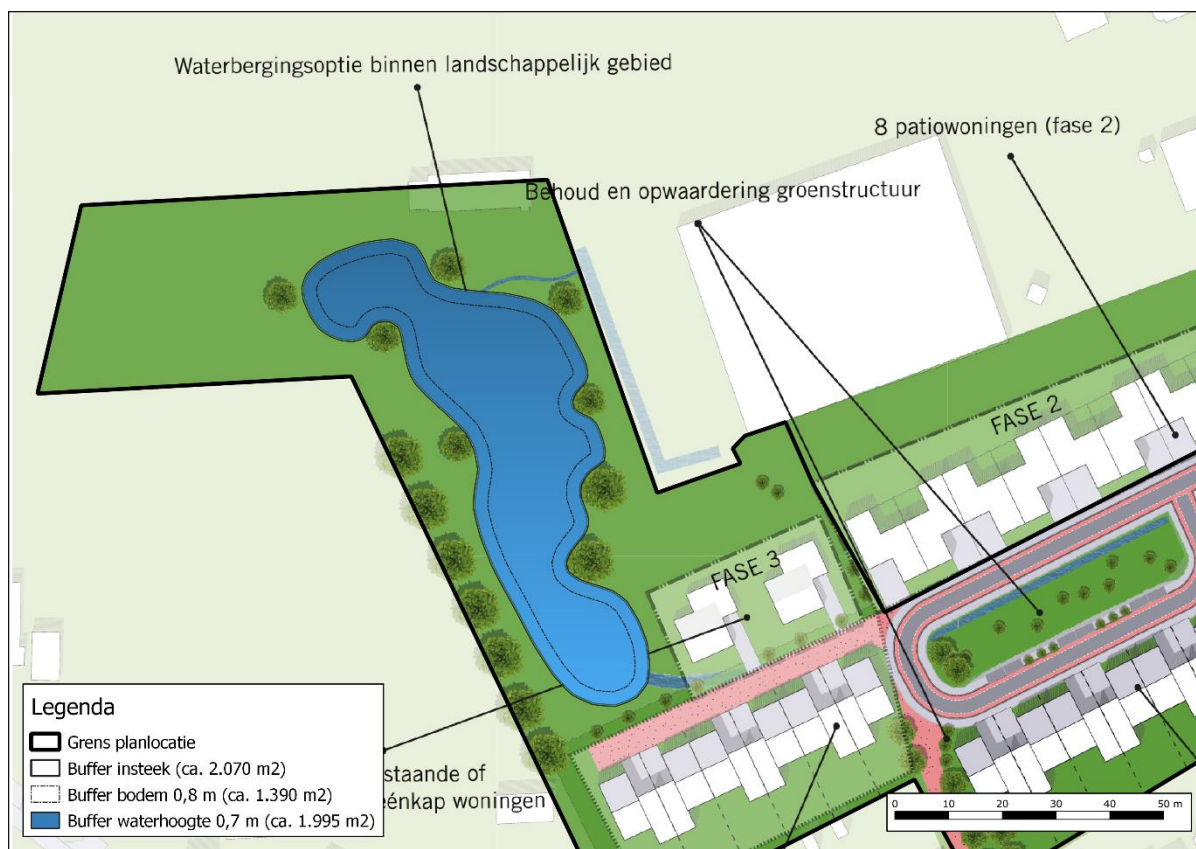 Waterbergingsoptie binnen landschappelijk gebied
8 patiowoningen (fase 2)
Behoud en opwaardering groenstructuur
FASE 2
FASE 3
staande of
éénkap woningen
Legenda
Grens planlocatie
Buffer insteek (ca. 2.070 m2)
Buffer bodem 0,8 m (ca. 1.390 m2)
Buffer waterhoogte 0,7 m (ca. 1.995 m2)
0 10 20 30 40 50 m